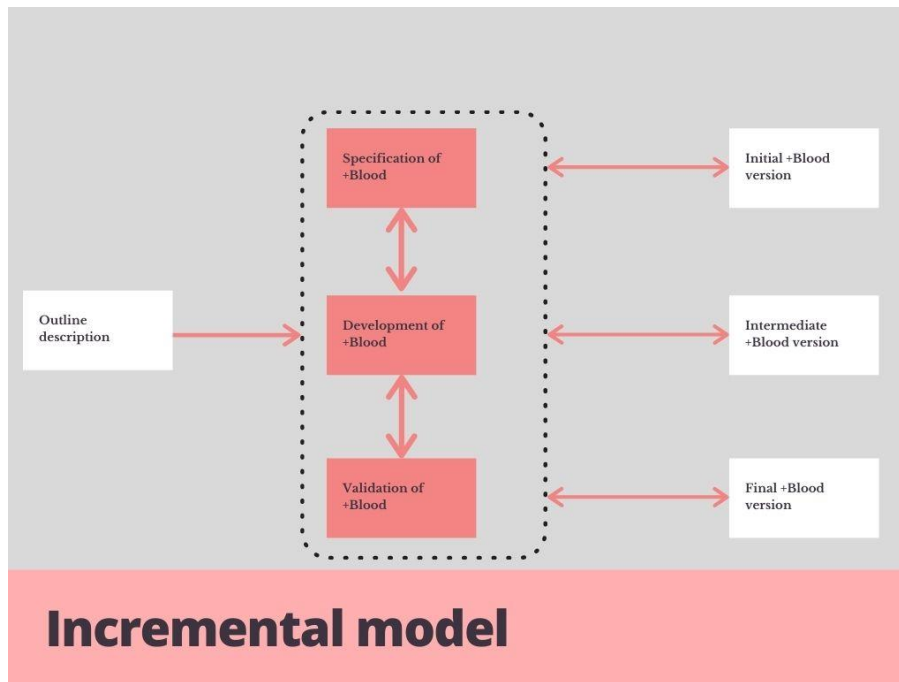 Specification of
+Blood
Initial +Blood
version
Outline
description
Development of
+Blood
Intermediate
+Blood version
Validation of
+Blood
Final +Blood
version
Incremental model